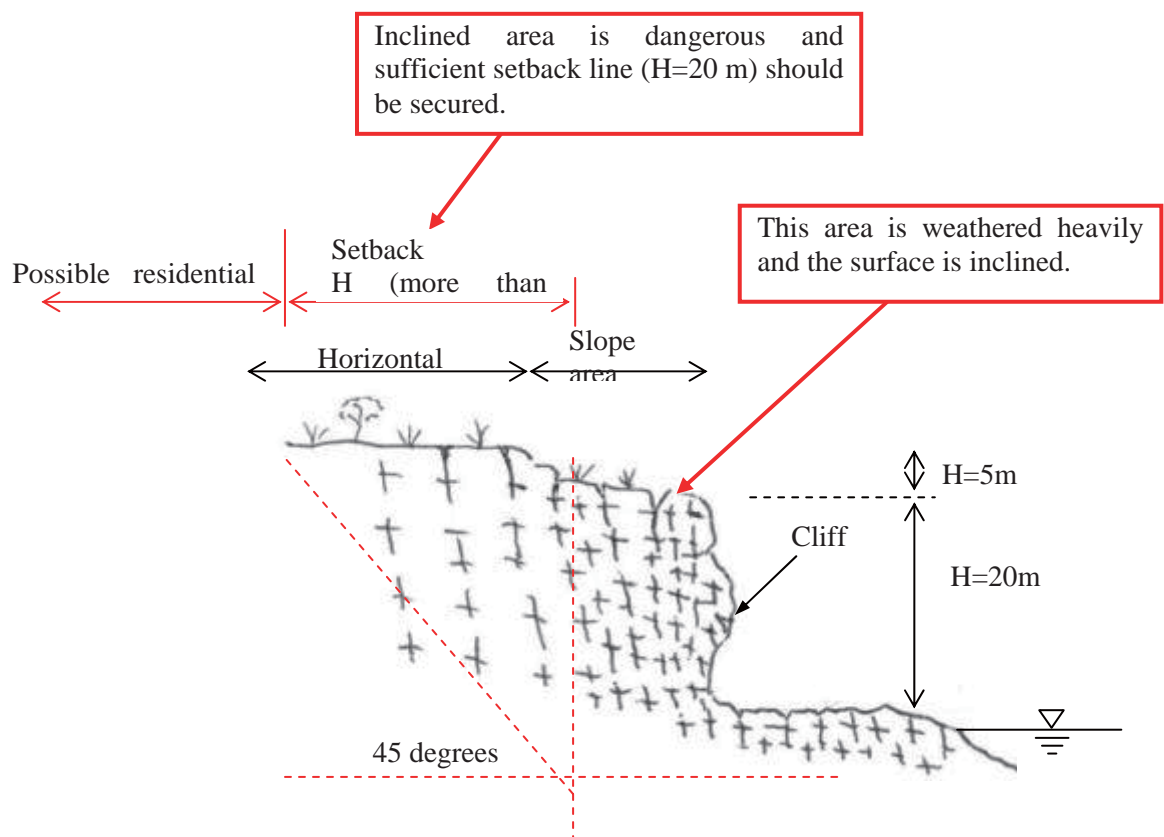 Inclined area is dangerous and
sufficient setback line (H=20 m) should
be secured.
This area is weathered heavily
and the surface is inclined.
Setback
H (more than
Possible residential
Horizontal
Slope
area
H=5m
Cliff
H=20m
45 degrees